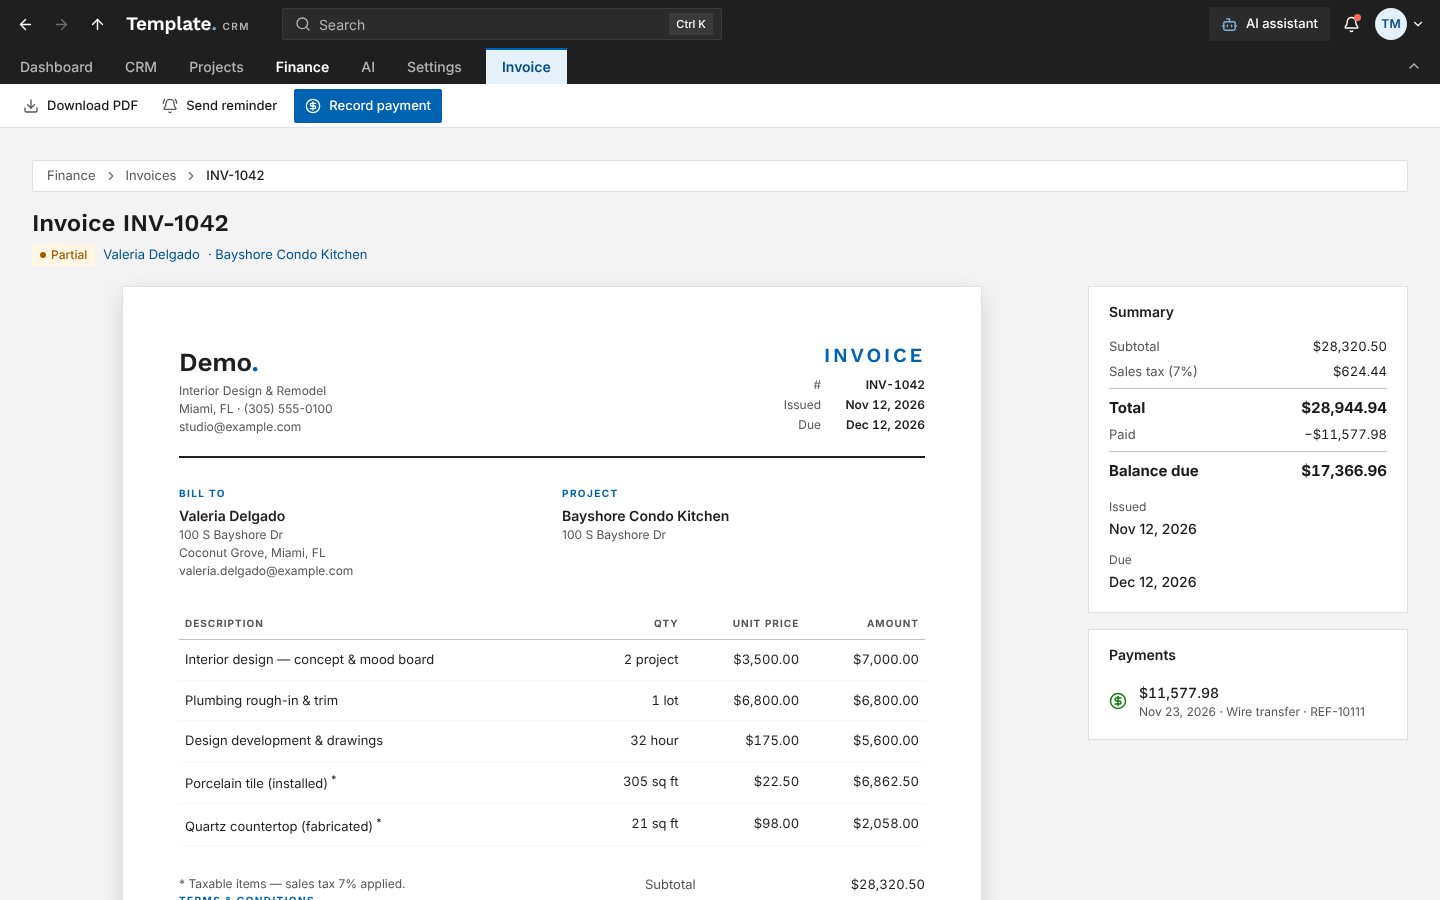 Template. CRM
Search
Ctrl K
AI assistant
TM
Dashboard
CRM
Projects
Finance
AI
Settings
Invoice
Download PDF
Send reminder
Record payment
Finance > Invoices > INV-1042
Invoice INV-1042
Partial
Valeria Delgado · Bayshore Condo Kitchen
Demo.
Interior Design & Remodel
Miami, FL · (305) 555-0100
studio@example.com
INVOICE
# INV-1042
Issued Nov 12, 2026
Due Dec 12, 2026
BILL TO
Valeria Delgado
100 S Bayshore Dr
Coconut Grove, Miami, FL
valeria.delgado@example.com
PROJECT
Bayshore Condo Kitchen
100 S Bayshore Dr
DESCRIPTION QTY UNIT PRICE AMOUNT
Interior design — concept & mood board 2 project $3,500.00 $7,000.00
Plumbing rough-in & trim 1 lot $6,800.00 $6,800.00
Design development & drawings 32 hour $175.00 $5,600.00
Porcelain tile (installed) * 305 sq ft $22.50 $6,862.50
Quartz countertop (fabricated) * 21 sq ft $98.00 $2,058.00
* Taxable items — sales tax 7% applied.
Subtotal $28,320.50
TERMS & CONDITIONS
Summary
Subtotal $28,320.50
Sales tax (7%) $624.44
Total $28,944.94
Paid −$11,577.98
Balance due $17,366.96
Issued
Nov 12, 2026
Due
Dec 12, 2026
Payments
$11,577.98
Nov 23, 2026 · Wire transfer · REF-10111